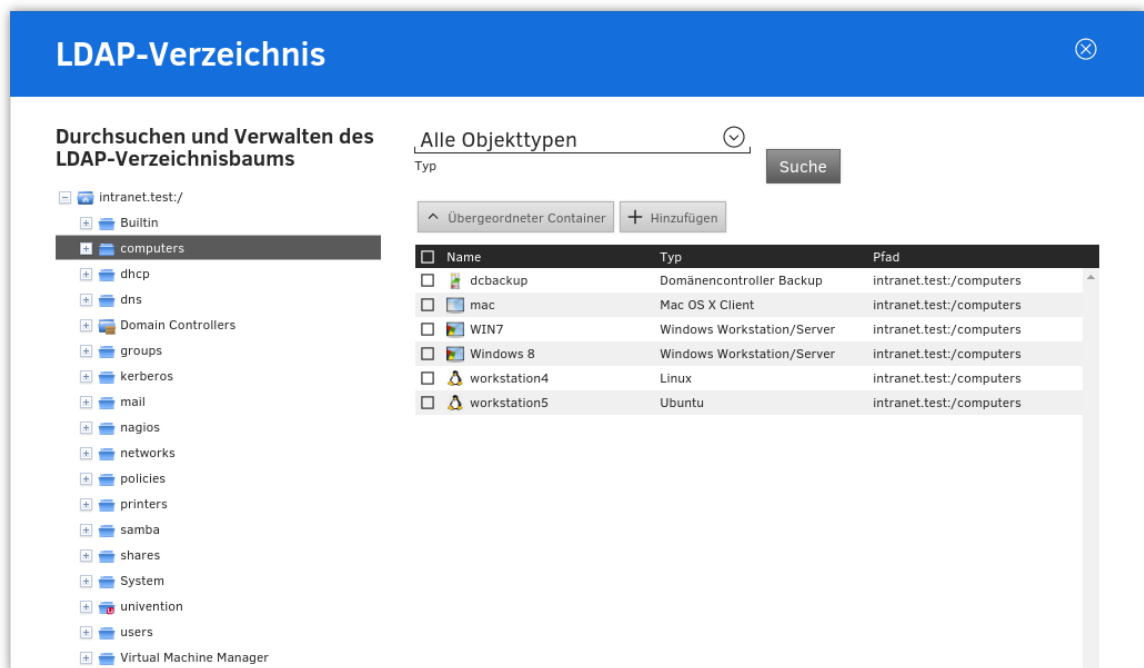 LDAP-Verzeichnis
Durchsuchen und Verwalten des
LDAP-Verzeichnisbaums
intranet.test:/
Builtin
computers
dhcp
dns
Domain Controllers
groups
kerberos
mail
nagios
networks
policies
printers
samba
shares
System
univention
users
Virtual Machine Manager
Alle Objekttypen
Typ
Suche
Übergeordneter Container Hinzufügen
Name Typ Pfad
dcbackup Domänencontroller Backup intranet.test:/computers
mac Mac OS X Client intranet.test:/computers
WIN7 Windows Workstation/Server intranet.test:/computers
Windows 8 Windows Workstation/Server intranet.test:/computers
workstation4 Linux intranet.test:/computers
workstation5 Ubuntu intranet.test:/computers